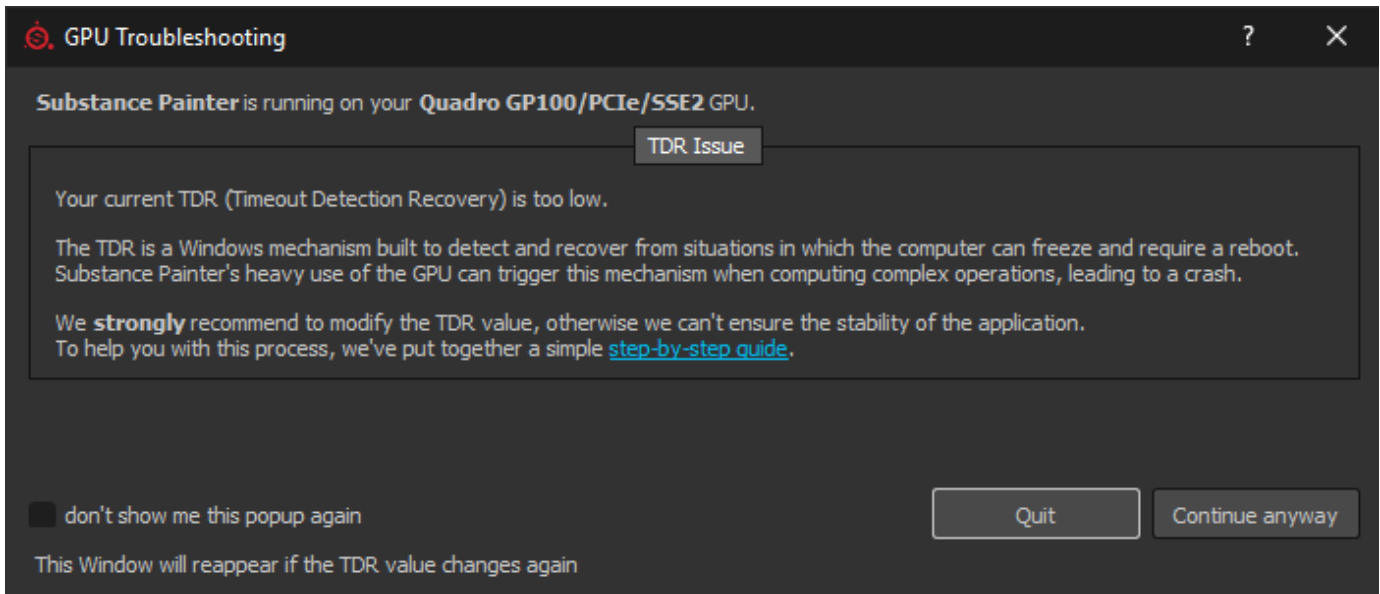 GPU Troubleshooting
Substance Painter is running on your Quadro GP100/PCIe/SSE2 GPU.
TDR Issue
Your current TDR (Timeout Detection Recovery) is too low.
The TDR is a Windows mechanism built to detect and recover from situations in which the computer can freeze and require a reboot.
Substance Painter's heavy use of the GPU can trigger this mechanism when computing complex operations, leading to a crash.
We strongly recommend to modify the TDR value, otherwise we can't ensure the stability of the application.
To help you with this process, we've put together a simple step-by-step guide.
don't show me this popup again
Quit
Continue anyway
This Window will reappear if the TDR value changes again